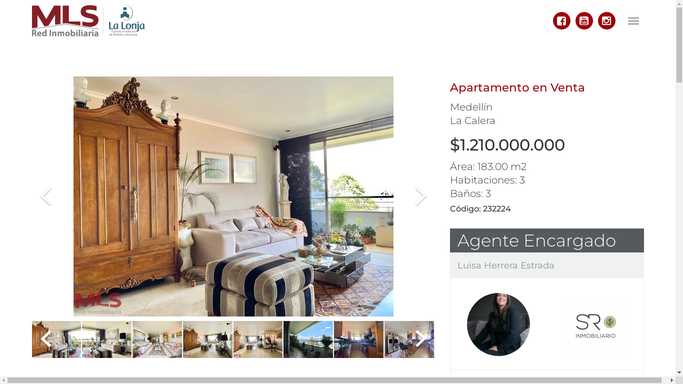 MLS
Red Inmobiliaria
La Lonja
Apartamento en Venta
Medellín
La Calera
$1.210.000.000
Área: 183.00 m2
Habitaciones: 3
Baños: 3
Código: 232224
Agente Encargado
Luisa Herrera Estrada
MLS
SR
INMOBILIARIO